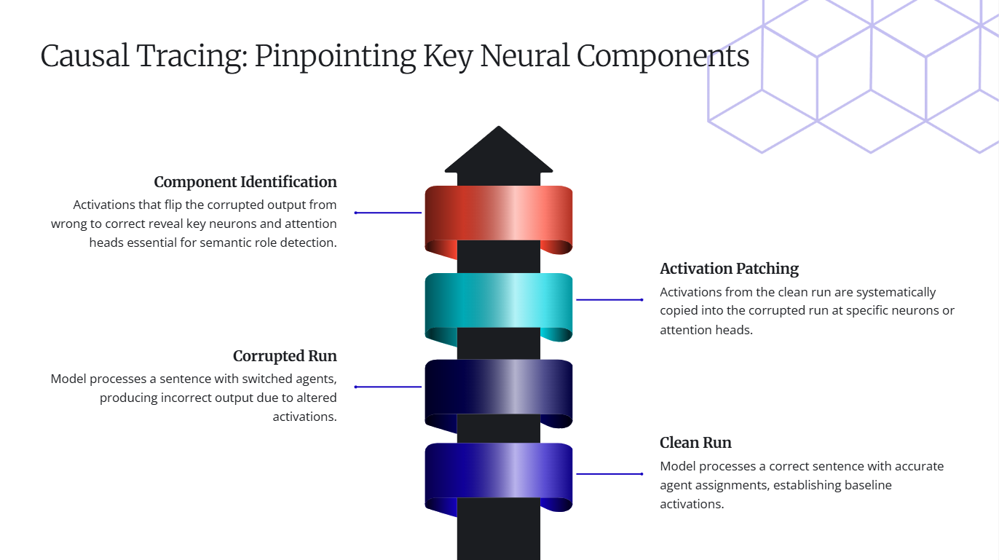 Causal Tracing: Pinpointing Key Neural Components
Component Identification
Activations that flip the corrupted output from
wrong to correct reveal key neurons and attention
heads essential for semantic role detection.
Activation Patching
Activations from the clean run are systematically
copied into the corrupted run at specific neurons or
attention heads.
Corrupted Run
Model processes a sentence with switched agents,
producing incorrect output due to altered
activations.
Clean Run
Model processes a correct sentence with accurate
agent assignments, establishing baseline
activations.